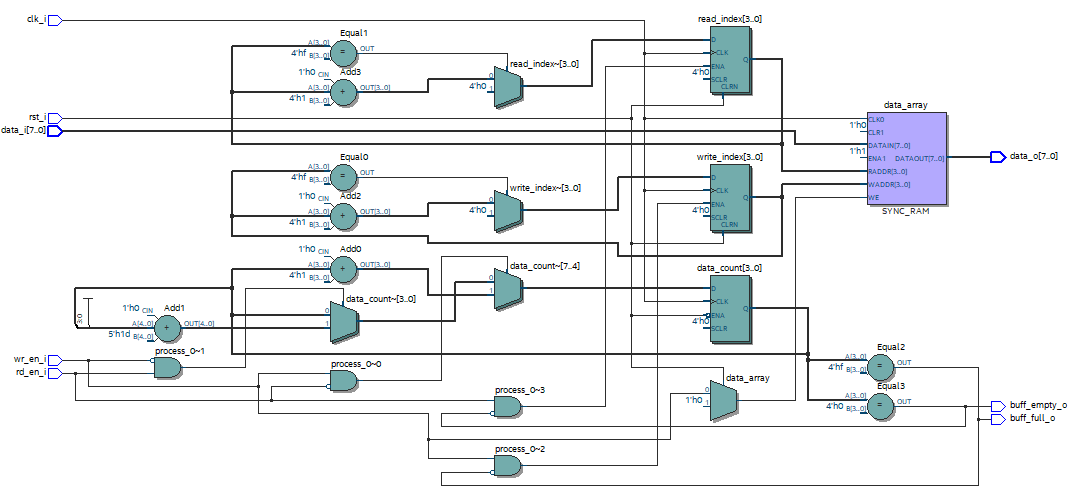 clk_i
read_index[3..0]
Equal1
A[3..0]
4'hf B[3..0]
=
OUT
D
CLK
ENA
4'h0 SCLR
CLRN
Q
Add3
1'h0 CIN
A[3..0]
4'h1 B[3..0]
+
OUT[3..0]
read_index~[3..0]
0
4'h0 1
rst_i
data_i[7..0]
data_array
CLK0
1'h0 CLR1
DATAIN[7..0]
1'h1 ENA1
DATAOUT[7..0]
RADDR[3..0]
WADDR[3..0]
WE
SYNC_RAM
data_o[7..0]
Equal0
A[3..0]
4'hf B[3..0]
=
OUT
write_index[3..0]
D
CLK
ENA
4'h0 SCLR
CLRN
Q
Add2
1'h0 CIN
A[3..0]
4'h1 B[3..0]
+
OUT[3..0]
write_index~[3..0]
0
4'h0 1
Add0
1'h0 CIN
A[3..0]
4'h1 B[3..0]
+
OUT[3..0]
data_count~[7..4]
0
1
data_count[3..0]
D
CLK
ENA
4'h0 SCLR
Q
data_count~[3..0]
0
1
3:0
Add1
1'h0 CIN
A[4..0]
5'h1d B[4..0]
+
OUT[4..0]
wr_en_i
rd_en_i
process_0~1
process_0~0
process_0~3
process_0~2
data_array
0
1'h0 1
Equal2
A[3..0]
4'hf B[3..0]
=
OUT
Equal3
A[3..0]
4'h0 B[3..0]
=
OUT
buff_empty_o
buff_full_o